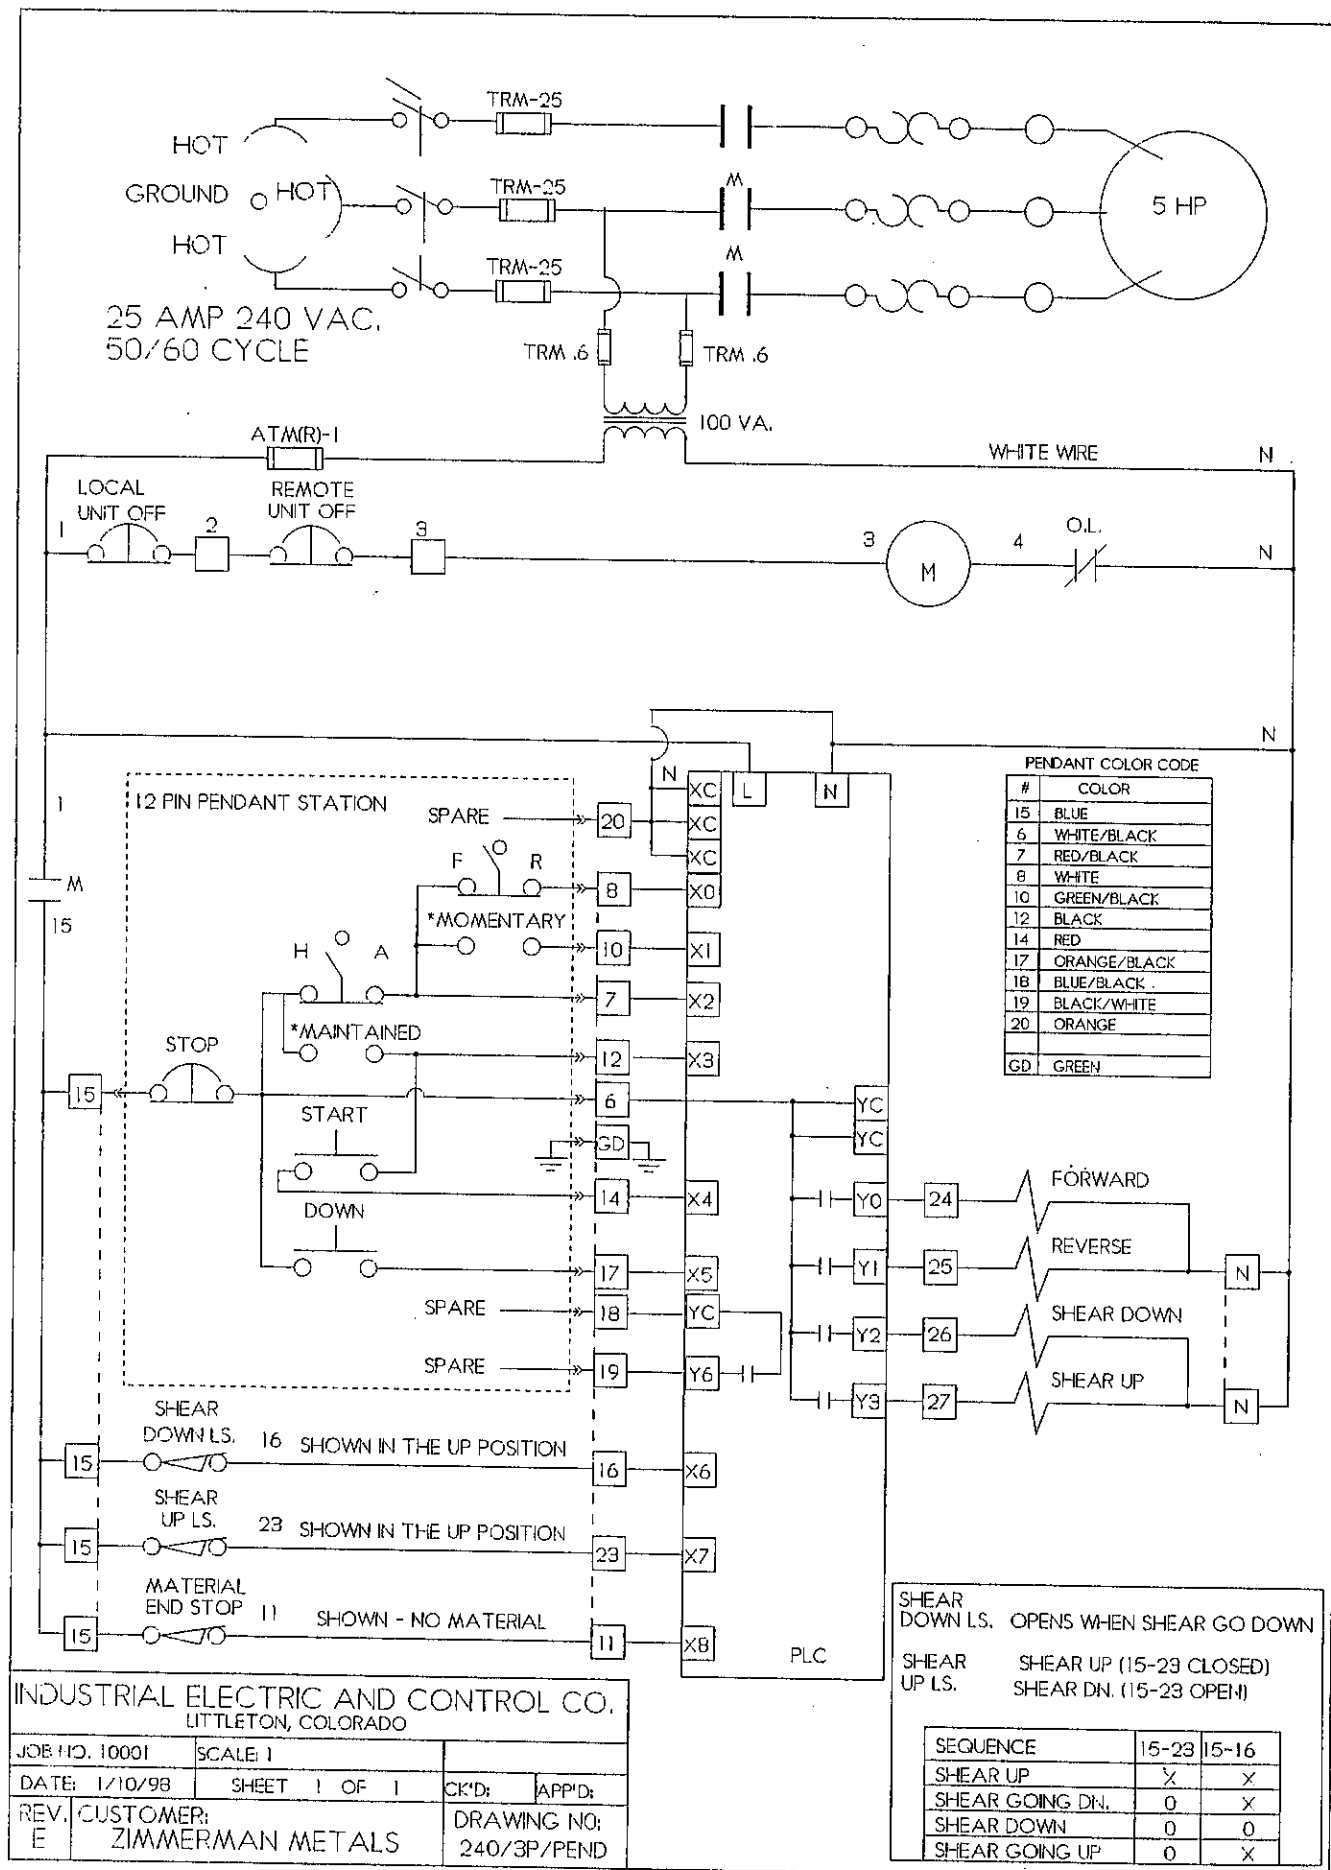 TRM-25
HOT
TRM-25
M
GROUND
HOT
5 HP
HOT
TRM-25
M
25 AMP 240 VAC.
50/60 CYCLE
TRM .6
TRM .6
100 VA.
ATM(R)-1
WHITE WIRE
N
LOCAL
UNIT OFF
REMOTE
UNIT OFF
1
2
3
3
M
4
O.L.
N
N
1
M
15
12 PIN PENDANT STATION
SPARE
20
N
XC
L
N
XC
XC
F
R
8
X0
*MOMENTARY
10
X1
H
A
7
X2
*MAINTAINED
12
X3
STOP
15
6
YC
START
GD
YC
14
X4
DOWN
17
X5
SPARE
18
YC
SPARE
19
Y6
Y0
24
FORWARD
Y1
25
REVERSE
N
Y2
26
SHEAR DOWN
Y3
27
SHEAR UP
N
PENDANT COLOR CODE
# COLOR
15 BLUE
6 WHITE/BLACK
7 RED/BLACK
8 WHITE
10 GREEN/BLACK
12 BLACK
14 RED
17 ORANGE/BLACK
18 BLUE/BLACK
19 BLACK/WHITE
20 ORANGE
GD GREEN
SHEAR
DOWN LS.
15
16 SHOWN IN THE UP POSITION
16
X6
SHEAR
UP LS.
15
23 SHOWN IN THE UP POSITION
23
X7
MATERIAL
END STOP
15
11 SHOWN - NO MATERIAL
11
X8
PLC
SHEAR
DOWN LS. OPENS WHEN SHEAR GO DOWN
SHEAR SHEAR UP (15-23 CLOSED)
UP LS. SHEAR DN. (15-23 OPEN)
SEQUENCE 15-23 15-16
SHEAR UP X X
SHEAR GOING DN. 0 X
SHEAR DOWN 0 0
SHEAR GOING UP 0 X
INDUSTRIAL ELECTRIC AND CONTROL CO.
LITTLETON, COLORADO
JOB NO. 10001 SCALE: 1
DATE: 1/10/98 SHEET 1 OF 1 CK'D: APP'D:
REV. E
CUSTOMER:
ZIMMERMAN METALS
DRAWING NO:
240/3P/PEND